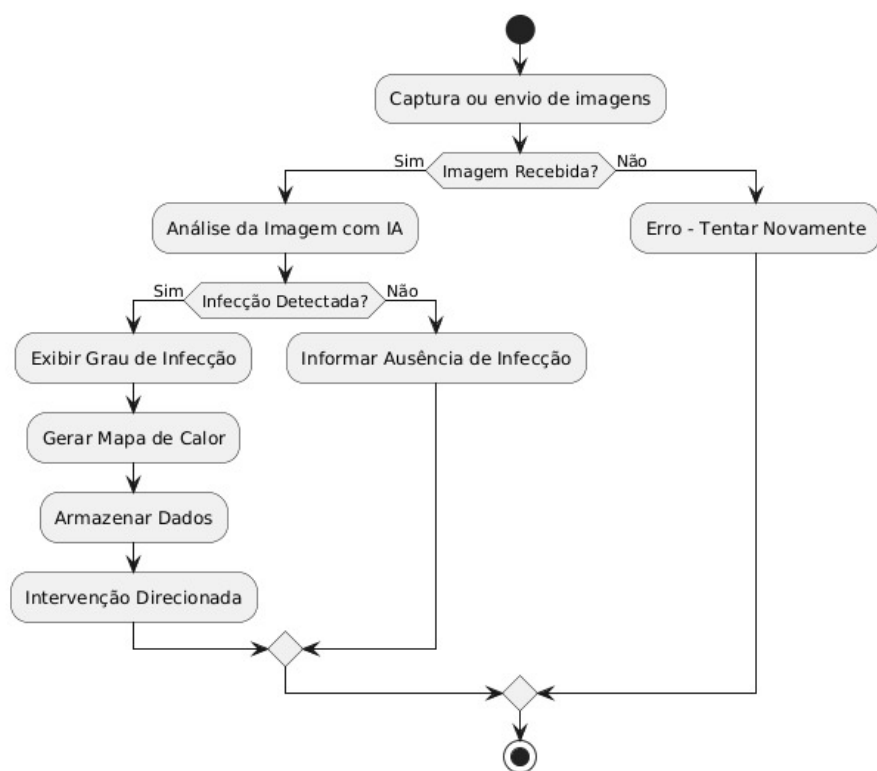 Captura ou envio de imagens
Sim
Imagem Recebida?
Não
Análise da Imagem com IA
Erro - Tentar Novamente
Sim
Infecção Detectada?
Não
Exibir Grau de Infecção
Informar Ausência de Infecção
Gerar Mapa de Calor
Armazenar Dados
Intervenção Direcionada